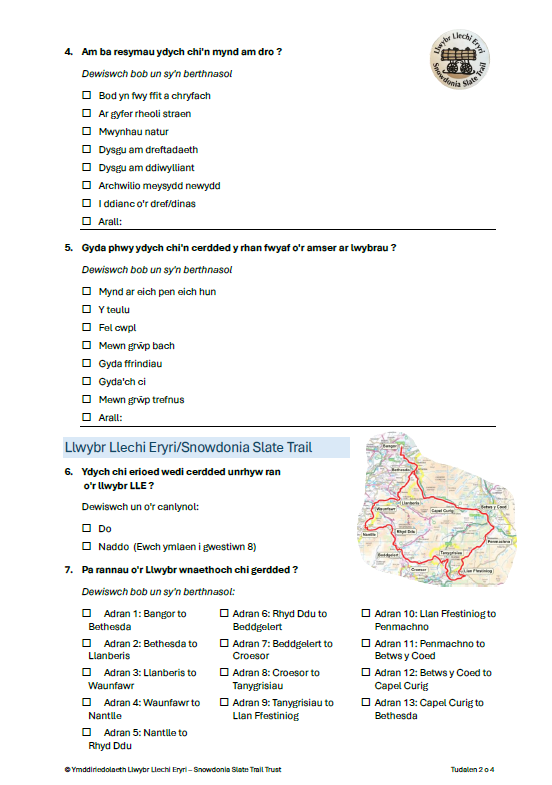 Llwybr Llechi Eryri
Snowdonia Slate Trail
4. Am ba resymau ydych chi'n mynd am dro ?
Dewiswch bob un sy'n berthnasol
☐ Bod yn fwy ffit a chryfach
☐ Ar gyfer rheoli straen
☐ Mwynhau natur
☐ Dysgu am dreftadaeth
☐ Dysgu am ddiwylliant
☐ Archwilio meysydd newydd
☐ I ddianc o'r dref/dinas
☐ Arall:
5. Gyda phwy ydych chi'n cerdded y rhan fwyaf o'r amser ar lwybrau ?
Dewiswch bob un sy'n berthnasol
☐ Mynd ar eich pen eich hun
☐ Y teulu
☐ Fel cwpl
☐ Mewn grŵp bach
☐ Gyda ffrindiau
☐ Gyda'ch ci
☐ Mewn grŵp trefnus
☐ Arall:
Llwybr Llechi Eryri/Snowdonia Slate Trail
6. Ydych chi erioed wedi cerdded unrhyw ran
o'r llwybr LLE ?
Dewiswch un o'r canlynol:
☐ Do
☐ Naddo (Ewch ymlaen i gwestiwn 8)
Bangor
Bethesda
Llanberis
Waunfawr
Capel Curig
Betws y Coed
Nantlle
Rhyd Ddu
Penmachno
Beddgelert
Tanygrisiau
Croesor
Llan Ffestiniog
7. Pa rannau o'r Llwybr wnaethoch chi gerdded ?
Dewiswch bob un sy'n berthnasol:
☐ Adran 1: Bangor to
Bethesda
☐ Adran 2: Bethesda to
Llanberis
☐ Adran 3: Llanberis to
Waunfawr
☐ Adran 4: Waunfawr to
Nantlle
☐ Adran 5: Nantlle to
Rhyd Ddu
☐ Adran 6: Rhyd Ddu to
Beddgelert
☐ Adran 7: Beddgelert to
Croesor
☐ Adran 8: Croesor to
Tanygrisiau
☐ Adran 9: Tanygrisiau to
Llan Ffestiniog
☐ Adran 10: Llan Ffestiniog to
Penmachno
☐ Adran 11: Penmachno to
Betws y Coed
☐ Adran 12: Betws y Coed to
Capel Curig
☐ Adran 13: Capel Curig to
Bethesda
© Ymddiriedolaeth Llwybr Llechi Eryri – Snowdonia Slate Trail Trust
Tudalen 2 o 4